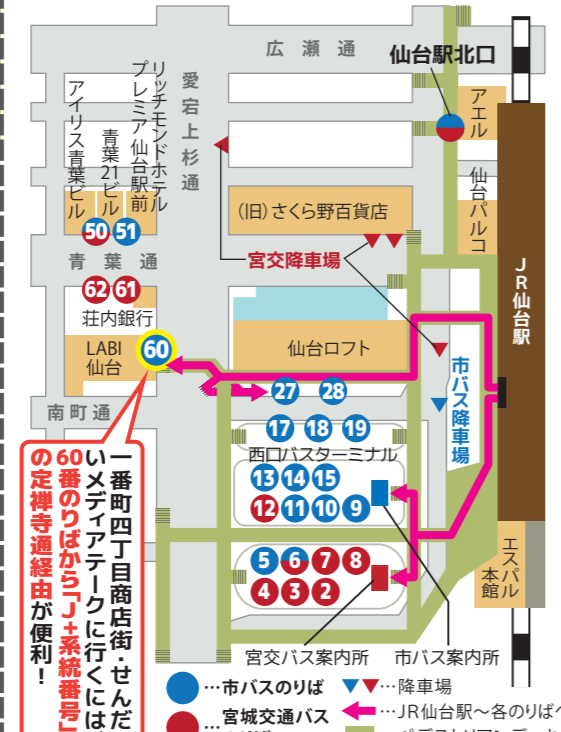 広瀬通
仙台駅北口
アエル
仙台パルコ
JR仙台駅
愛宕上杉通
リッチモンドホテル
プレミア仙台駅前
青葉21ビル
アイリス青葉ビル
50 51
(旧)さくら野百貨店
青葉通
宮交降車場
62 61
荘内銀行
LABI
仙台
60
仙台ロフト
市バス降車場
南町通
27 28
17 18 19
西口バスターミナル
13 14 15
12 11 10 9
5 6 7 8
4 3 2
エスパル
本館
一番町四丁目商店街・せんだ
いメディアテークに行くには、
60番のりばから「J+系統番号」
の定禅寺通経由が便利!
宮交バス案内所 市バス案内所
…市バスのりば …降車場
…宮城交通バス
…JR仙台駅~各のりばへ